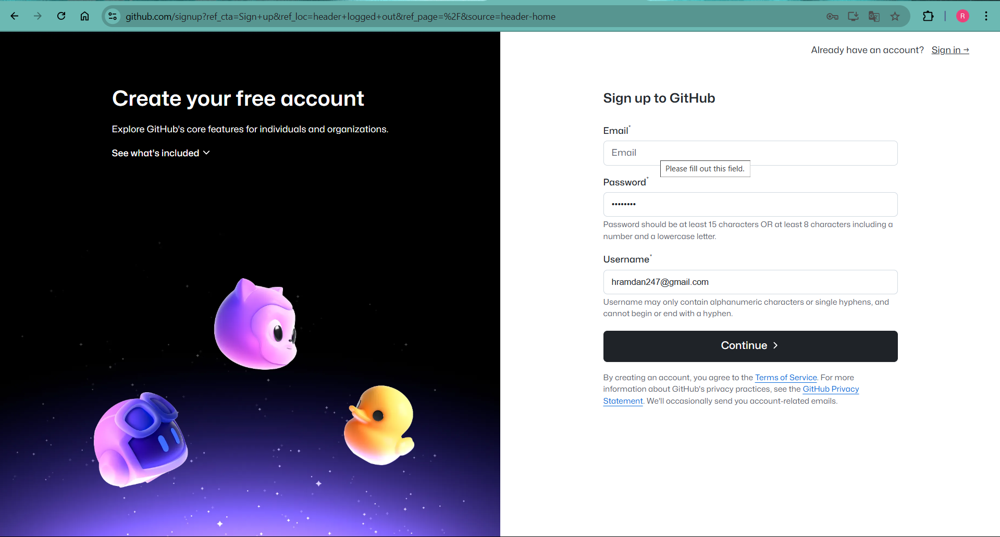 github.com/signup?ref_cta=Sign+up&ref_loc=header+logged+out&ref_page=%2F&source=header-home
R
Already have an account? Sign in →
Create your free account
Explore GitHub's core features for individuals and organizations.
See what's included
Sign up to GitHub
Email*
Email
Please fill out this field.
Password*
••••••••
Password should be at least 15 characters OR at least 8 characters including a
number and a lowercase letter.
Username*
hramdan247@gmail.com
Username may only contain alphanumeric characters or single hyphens, and
cannot begin or end with a hyphen.
Continue
By creating an account, you agree to the Terms of Service. For more
information about GitHub's privacy practices, see the GitHub Privacy
Statement. We'll occasionally send you account-related emails.